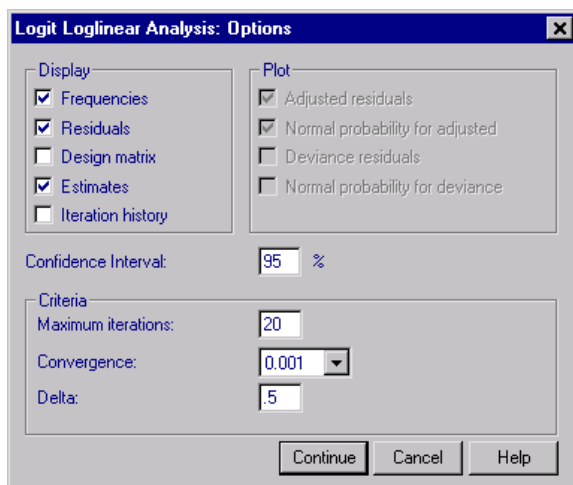 Logit Loglinear Analysis: Options
Display
Frequencies
Residuals
Design matrix
Estimates
Iteration history
Plot
Adjusted residuals
Normal probability for adjusted
Deviance residuals
Normal probability for deviance
Confidence Interval: 95 %
Criteria
Maximum iterations: 20
Convergence: 0.001
Delta: .5
Continue Cancel Help